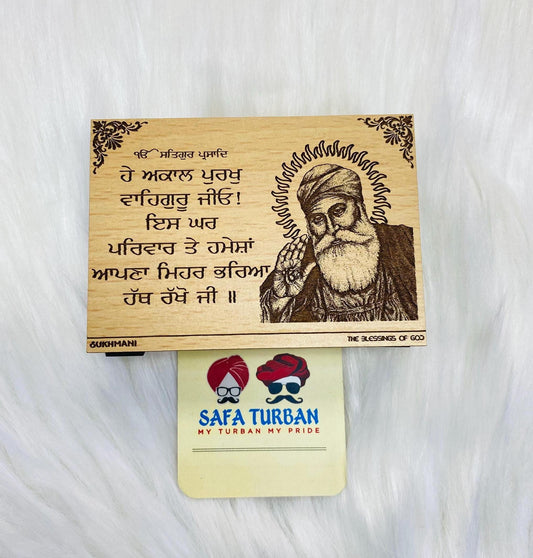 ੴ ਸਤਿਗੁਰ ਪ੍ਰਸਾਦਿ
ਹੇ ਅਕਾਲ ਪੁਰਖੁ
ਵਾਹਿਗੁਰੂ ਜੀਓ!
ਇਸ ਘਰ
ਪਰਿਵਾਰ ਤੇ ਹਮੇਸ਼ਾਂ
ਆਪਣਾ ਮਿਹਰ ਭਰਿਆ
ਹੱਥ ਰੱਖੋ ਜੀ ॥
SUKHMANI
THE BLESSINGS OF GOD
SAFA TURBAN
MY TURBAN MY PRIDE